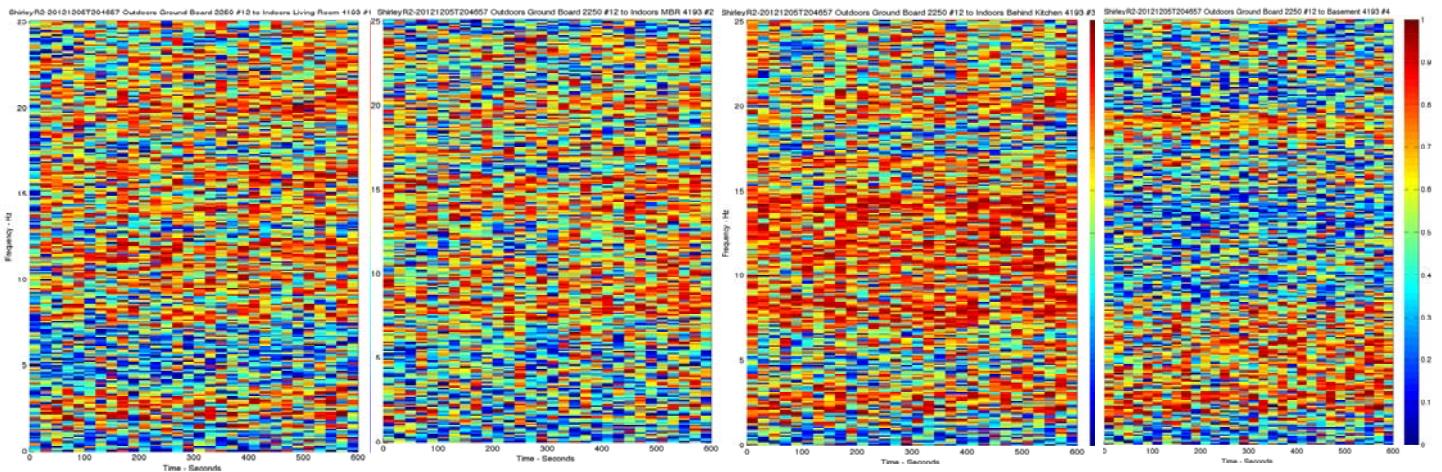 ShirleyR2-20121205T204657 Outdoors Ground Board 2250 #12 to Indoors Living Room 4193 #1
25
20
15
10
5
0
Frequency - Hz
0 100 200 300 400 500 600
Time - Seconds
ShirleyR2-20121205T204657 Outdoors Ground Board 2250 #12 to Indoors MBR 4193 #2
25
20
15
10
5
0
0 100 200 300 400 500 600
Time - Seconds
ShirleyR2-20121205T204657 Outdoors Ground Board 2250 #12 to Indoors Behind Kitchen 4193 #3
25
20
15
10
5
0
Frequency - Hz
0 100 200 300 400 500 600
Time - Seconds
ShirleyR2-20121205T204657 Outdoors Ground Board 2250 #12 to Basement 4193 #4
0 100 200 300 400 500 600
Time - Seconds
1
0.9
0.8
0.7
0.6
0.5
0.4
0.3
0.2
0.1
0